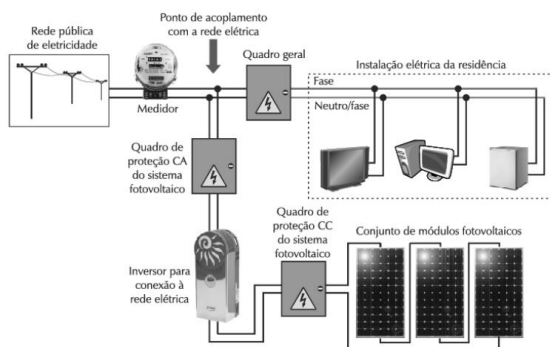 Rede pública
de eletricidade
Ponto de acoplamento
com a rede elétrica
Medidor
Quadro geral
Instalação elétrica da residência
Fase
Neutro/fase
Quadro de
proteção CA
do sistema
fotovoltaico
Inversor para
conexão à
rede elétrica
Quadro de
proteção CC
do sistema
fotovoltaico
Conjunto de módulos fotovoltaicos